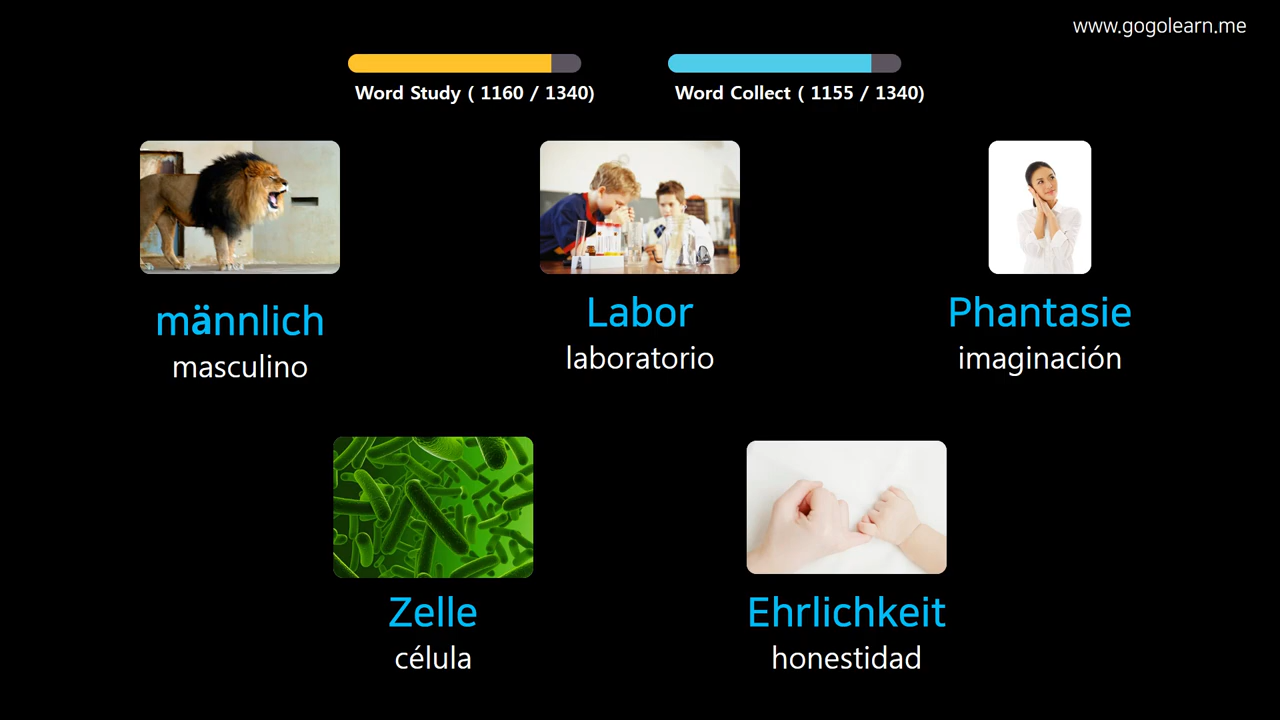 www.gogolearn.me
Word Study ( 1160 / 1340)
Word Collect ( 1155 / 1340)
männlich
masculino
Labor
laboratorio
Phantasie
imaginación
Zelle
célula
Ehrlichkeit
honestidad